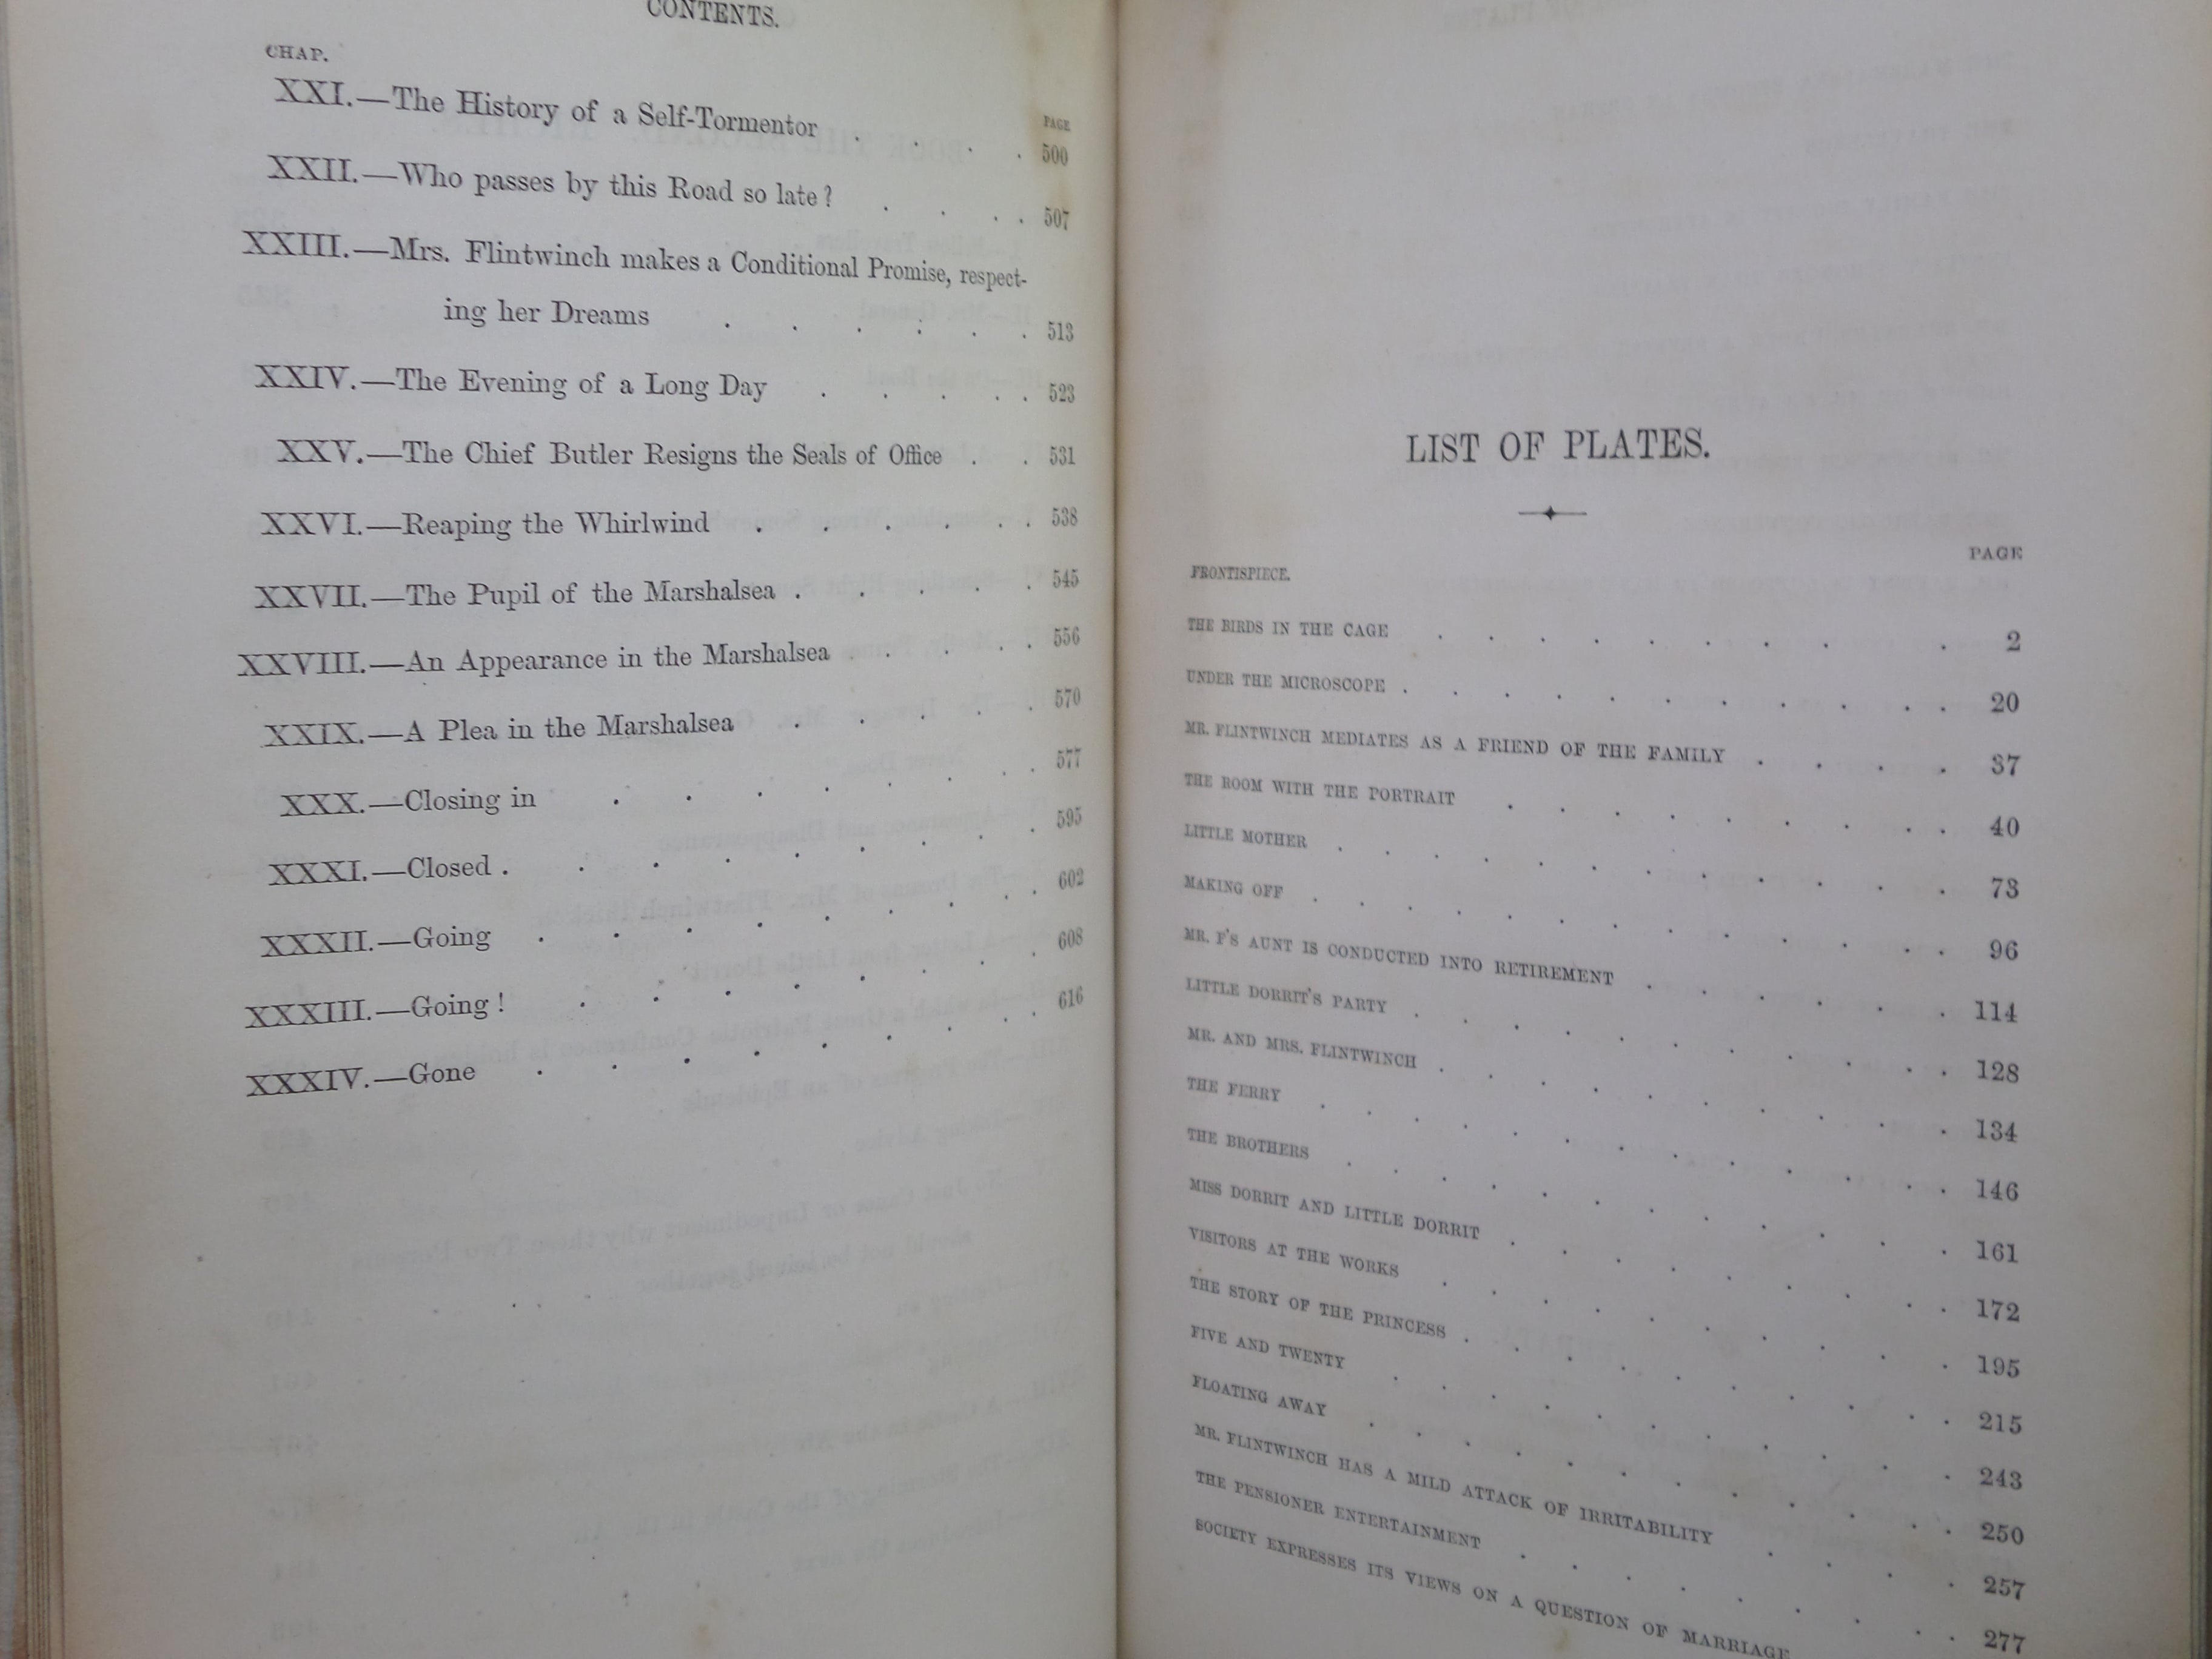 CONTENTS.
CHAP.
PAGE
XXI.—The History of a Self-Tormentor . . . . 500
XXII.—Who passes by this Road so late? . . . . 507
XXIII.—Mrs. Flintwinch makes a Conditional Promise, respect-
ing her Dreams . . . . . . 513
XXIV.—The Evening of a Long Day . . . . . 523
XXV.—The Chief Butler Resigns the Seals of Office . . 531
XXVI.—Reaping the Whirlwind . . . . . . 538
XXVII.—The Pupil of the Marshalsea . . . . . 545
XXVIII.—An Appearance in the Marshalsea . . . . . 556
XXIX.—A Plea in the Marshalsea . . . . . 570
XXX.—Closing in . . . . . . . . 577
XXXI.—Closed . . . . . . . . . 595
XXXII.—Going . . . . . . . . . 602
XXXIII.—Going! . . . . . . . . 608
XXXIV.—Gone . . . . . . . . . 616
LIST OF PLATES.
PAGE
FRONTISPIECE.
THE BIRDS IN THE CAGE . . . . . . . . . 2
UNDER THE MICROSCOPE . . . . . . . . . . 20
MR. FLINTWINCH MEDIATES AS A FRIEND OF THE FAMILY . . . . 37
THE ROOM WITH THE PORTRAIT . . . . . . . . . 40
LITTLE MOTHER . . . . . . . . . . . 73
MAKING OFF . . . . . . . . . . . . 96
MR. F'S AUNT IS CONDUCTED INTO RETIREMENT . . . . . . 114
LITTLE DORRIT'S PARTY . . . . . . . . . . 128
MR. AND MRS. FLINTWINCH . . . . . . . . . 134
THE FERRY . . . . . . . . . . . . 146
THE BROTHERS . . . . . . . . . . . 161
MISS DORRIT AND LITTLE DORRIT . . . . . . . . 172
VISITORS AT THE WORKS . . . . . . . . . 195
THE STORY OF THE PRINCESS . . . . . . . . . 215
FIVE AND TWENTY . . . . . . . . . . 243
FLOATING AWAY . . . . . . . . . . . 250
MR. FLINTWINCH HAS A MILD ATTACK OF IRRITABILITY . . . . 257
THE PENSIONER ENTERTAINMENT . . . . . . . . 277
SOCIETY EXPRESSES ITS VIEWS ON A QUESTION OF MARRIAGE